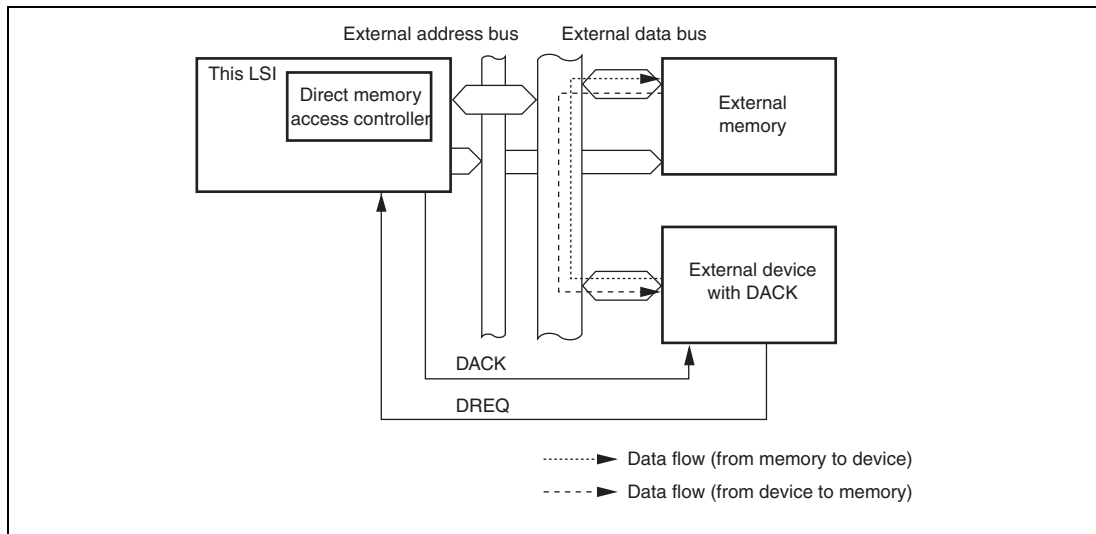 External address bus
External data bus
This LSI
Direct memory
access controller
External
memory
External device
with DACK
DACK
DREQ
Data flow (from memory to device)
Data flow (from device to memory)